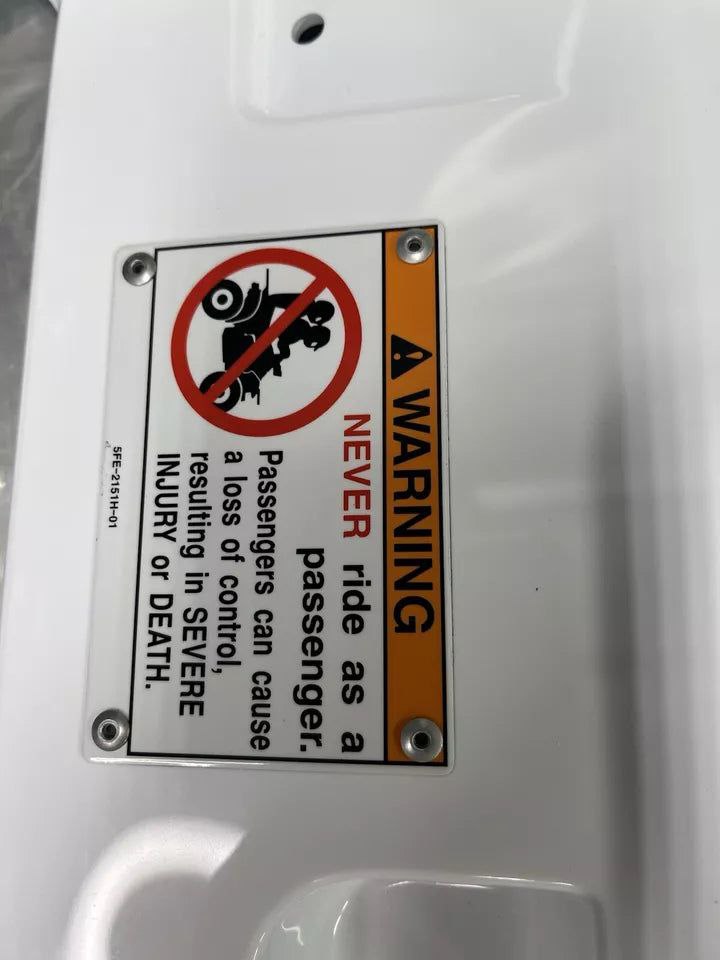 WARNING
NEVER ride as a
passenger.
Passengers can cause
a loss of control,
resulting in SEVERE
INJURY or DEATH.
5FE-2151H-01